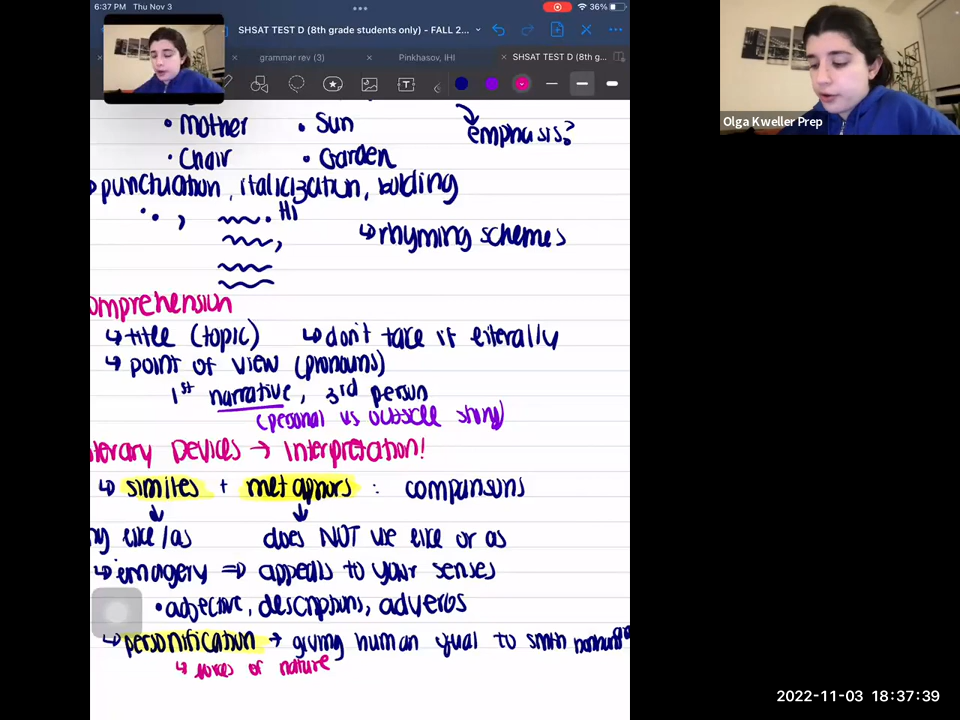 6:37 PM Thu Nov 3
36%
SHSAT TEST D (8th grade students only) - FALL 2...
grammar rev (3)
Pinkhasov, IHI
SHSAT TEST D (8th g...
• Mother • Sun
emphasis?
• Chair • Garden
punctuation, italicization, bolding
Hi
rhyming schemes
omprehension
title (topic) don't take it literally
point of view (pronouns)
1st narrative, 3rd person
(personal vs outside story)
iterary Devices → Interpretation!
similes + metaphors : comparisons
ng like/as does NOT use like or as
imagery ⇒ appeals to your senses
• adjective, descriptions, adverbs
personification → giving human qual to smth nonhuman
forces of nature
Olga Kweller Prep
2022-11-03 18:37:39